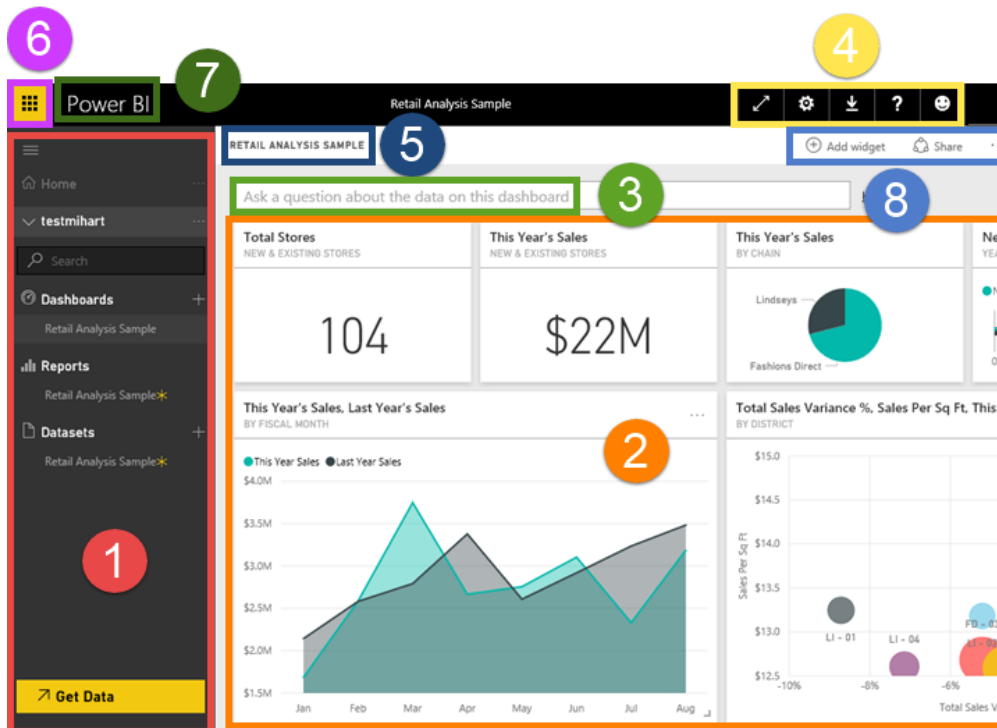 6
4
7
Power BI
Retail Analysis Sample
?
RETAIL ANALYSIS SAMPLE
5
Add widget
Share
...
Home
...
Ask a question about the data on this dashboard
3
8
testmihart
...
Search
Dashboards
Retail Analysis Sample
Reports
Retail Analysis Sample
Datasets
Retail Analysis Sample
1
Get Data
Total Stores
NEW & EXISTING STORES
104
This Year's Sales
NEW & EXISTING STORES
$22M
This Year's Sales
BY CHAIN
Lindseys
Fashions Direct
Ne
YEA
N
0
This Year's Sales, Last Year's Sales
...
BY FISCAL MONTH
2
This Year Sales Last Year Sales
$4.0M
$3.5M
$3.0M
$2.5M
$2.0M
$1.5M
Jan Feb Mar Apr May Jun Jul Aug
Total Sales Variance %, Sales Per Sq Ft, This
BY DISTRICT
Sales Per Sq Ft
$15.0
$14.5
$14.0
$13.5
$13.0
$12.5
LI - 01
LI - 04
FD - 03
-10% -8% -6%
Total Sales V